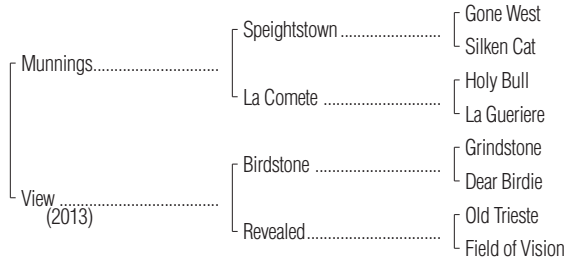 Gone West
Speightstown
Silken Cat
Munnings
Holy Bull
La Comete
La Gueriere
Grindstone
Birdstone
Dear Birdie
View
(2013)
Old Trieste
Revealed
Field of Vision